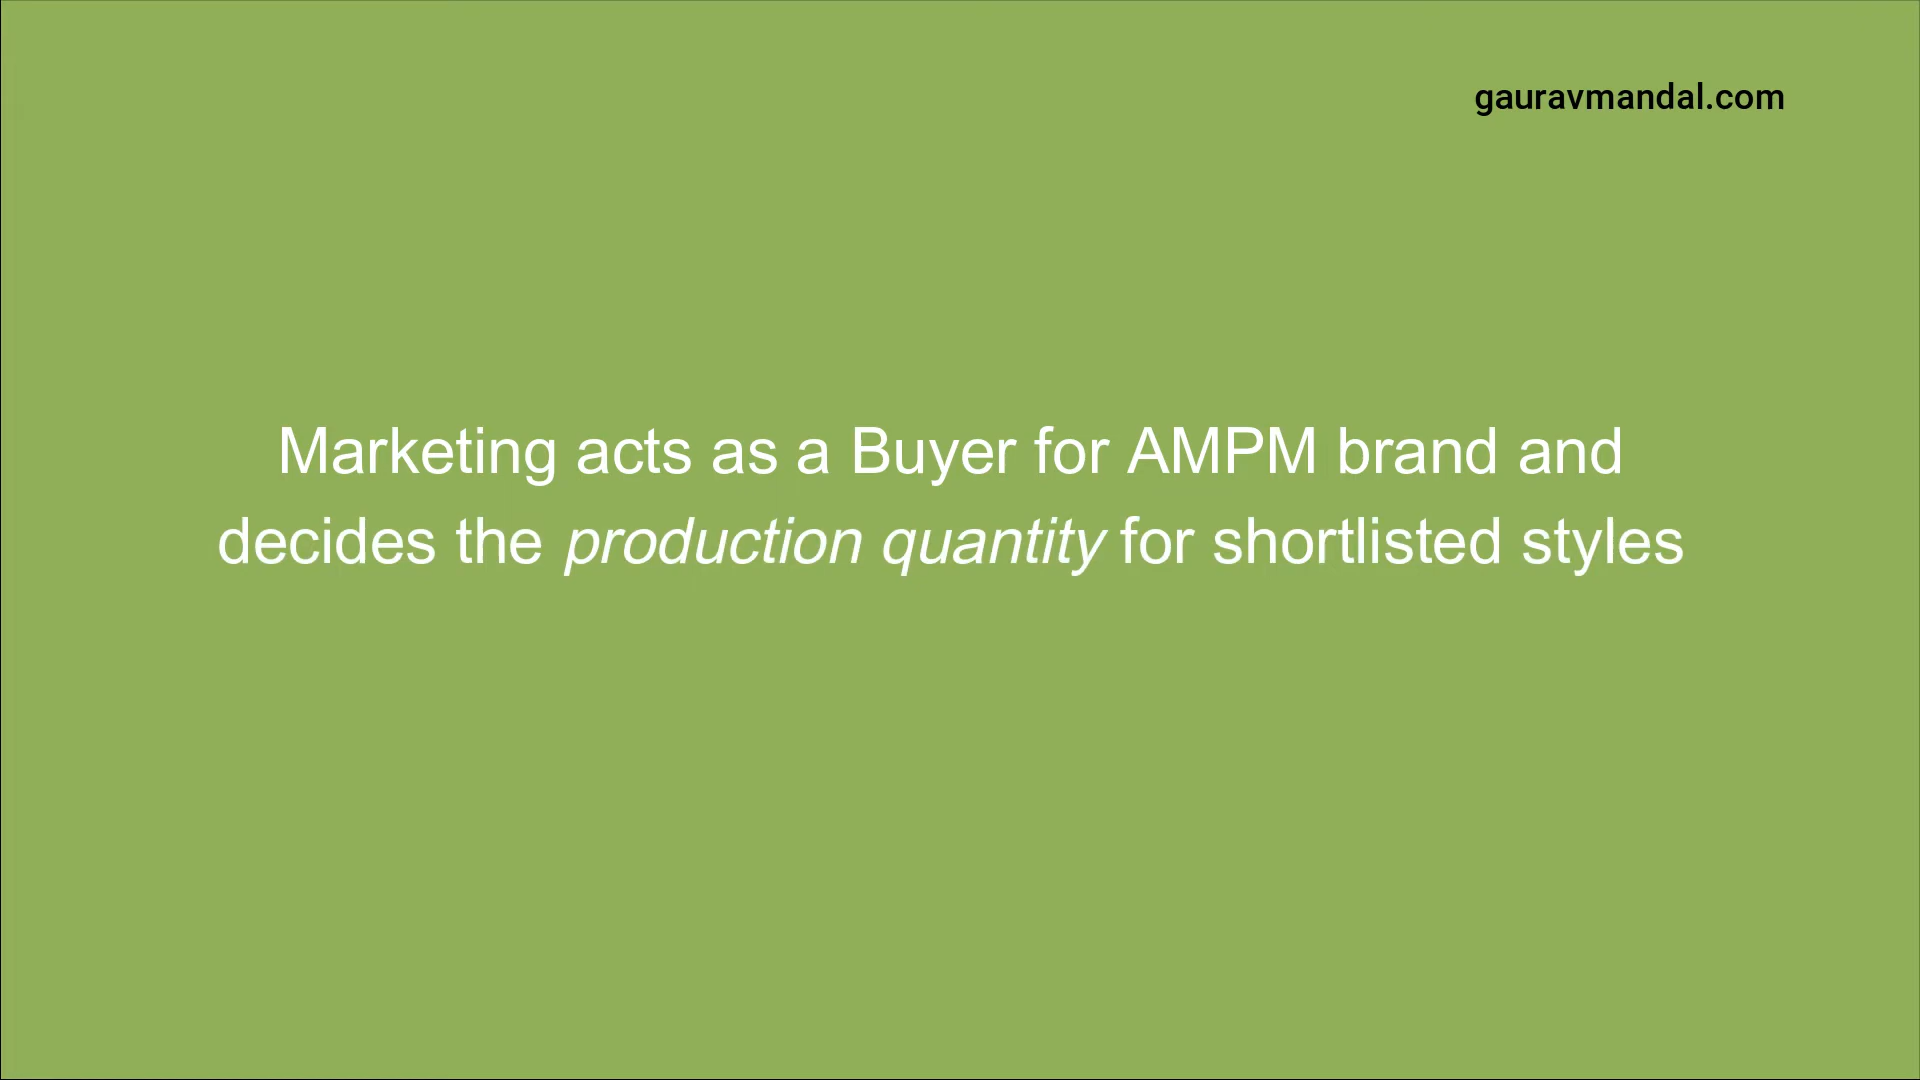 gauravmandal.com
Marketing acts as a Buyer for AMPM brand and
decides the production quantity for shortlisted styles